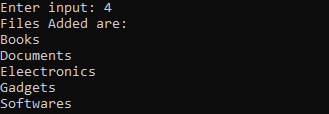 Enter input: 4
Files Added are:
Books
Documents
Eleectronics
Gadgets
Softwares